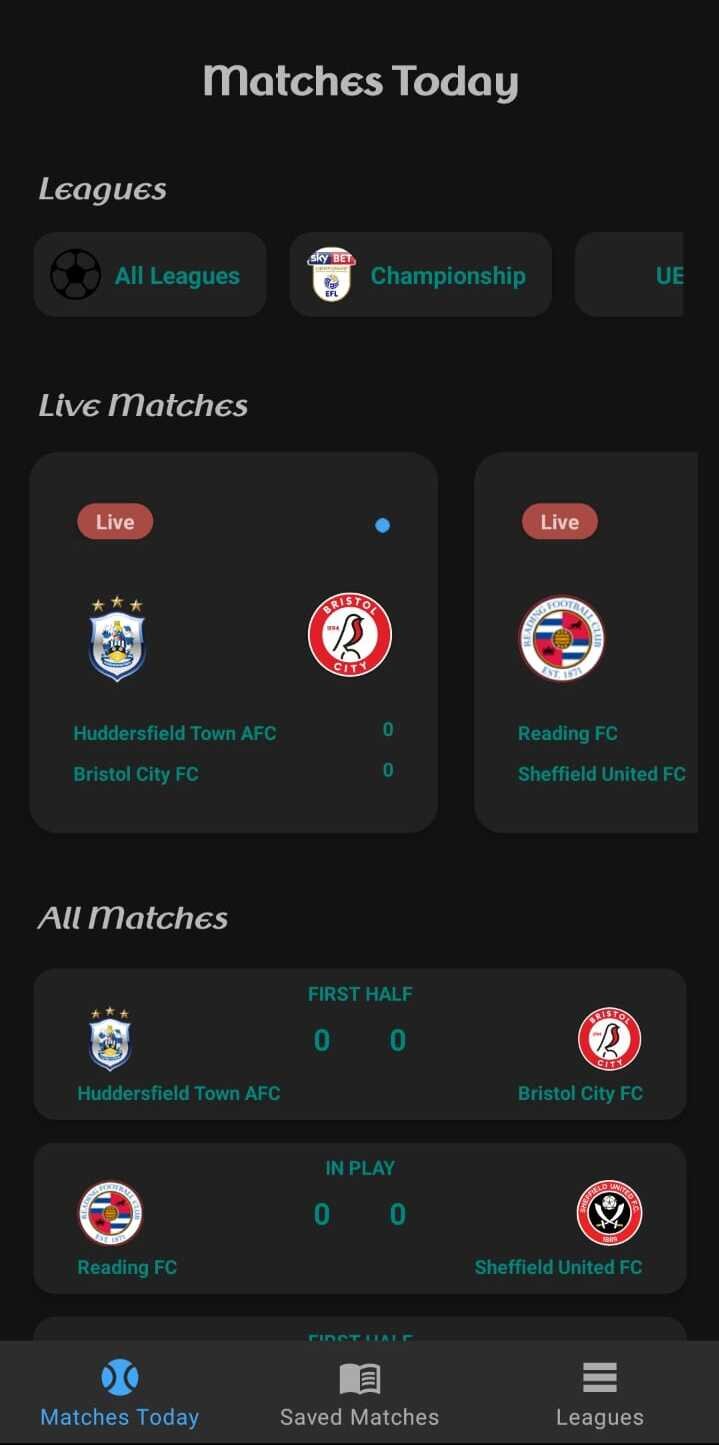 Matches Today
Leagues
All Leagues
sky BET
EFL
Championship
UE
Live Matches
Live
Live
BRISTOL
CITY
READING FOOTBALL CLUB
EST. 1871
Huddersfield Town AFC 0
Bristol City FC 0
Reading FC
Sheffield United FC
All Matches
FIRST HALF
0 0
BRISTOL
CITY
Huddersfield Town AFC
Bristol City FC
IN PLAY
0 0
READING FOOTBALL CLUB
EST. 1871
SHEFFIELD UNITED F.C.
1889
Reading FC
Sheffield United FC
FIRST HALF
Matches Today
Saved Matches
Leagues